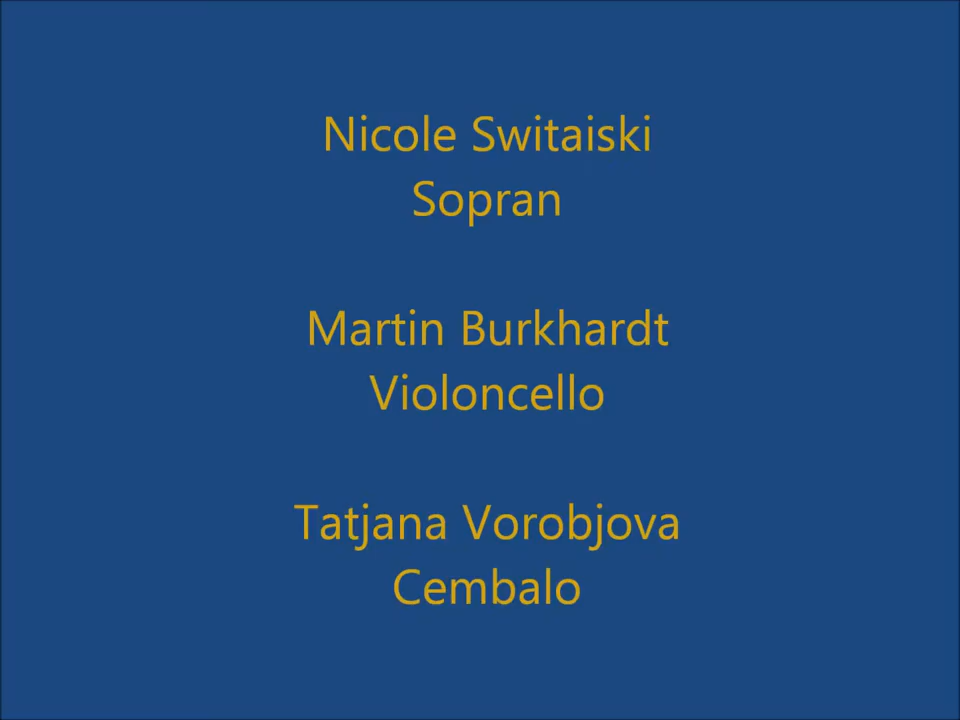 Nicole Switaiski
Sopran
Martin Burkhardt
Violoncello
Tatjana Vorobjova
Cembalo